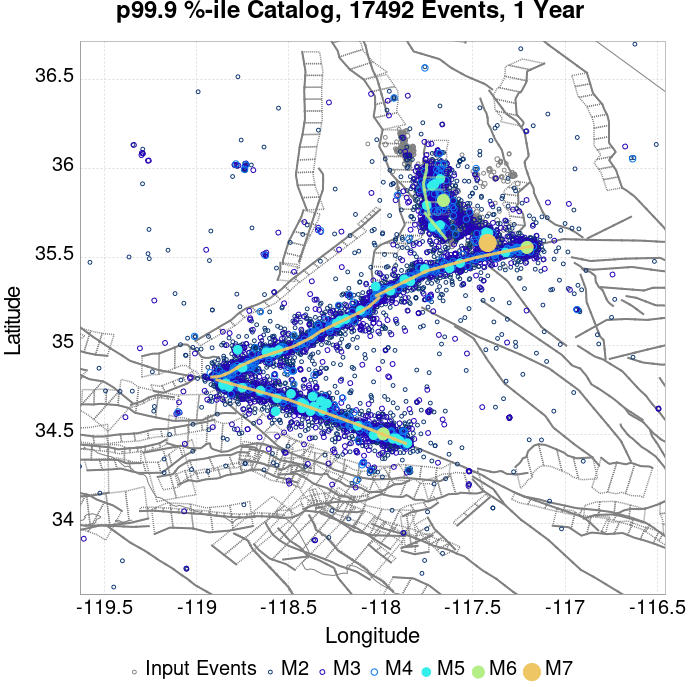 p99.9 %-ile Catalog, 17492 Events, 1 Year
36.5
36
35.5
35
34.5
34
Latitude
-119.5 -119 -118.5 -118 -117.5 -117 -116.5
Longitude
Input Events M2 M3 M4 M5 M6 M7